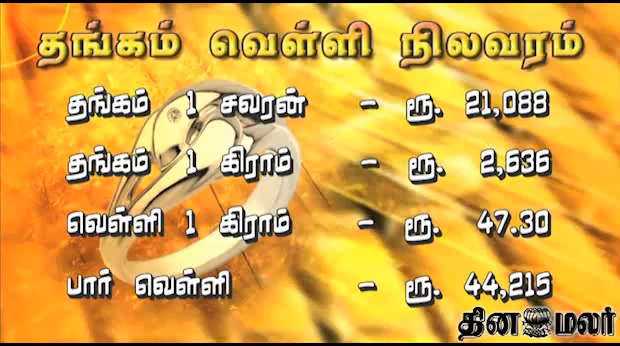 தங்கம் வெள்ளி நிலவரம்
தங்கம் 1 சவரன் - ரூ. 21,088
தங்கம் 1 கிராம் - ரூ. 2,636
வெள்ளி 1 கிராம் - ரூ. 47.30
பார் வெள்ளி - ரூ. 44,215
தின மலர்